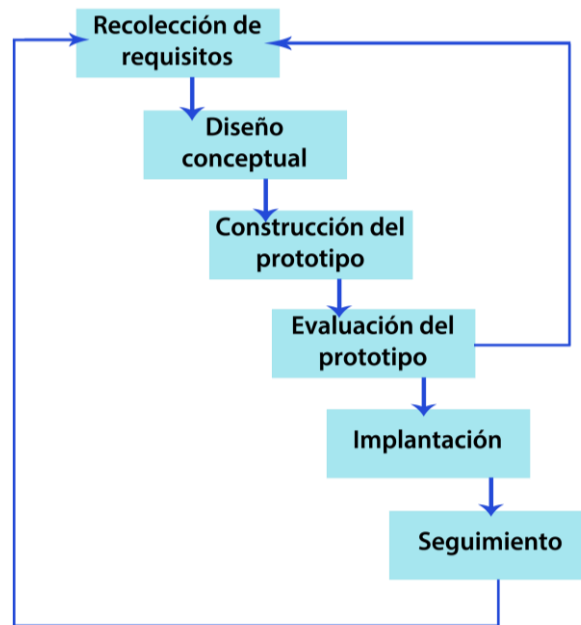 Recolección de
requisitos
Diseño
conceptual
Construcción del
prototipo
Evaluación del
prototipo
Implantación
Seguimiento